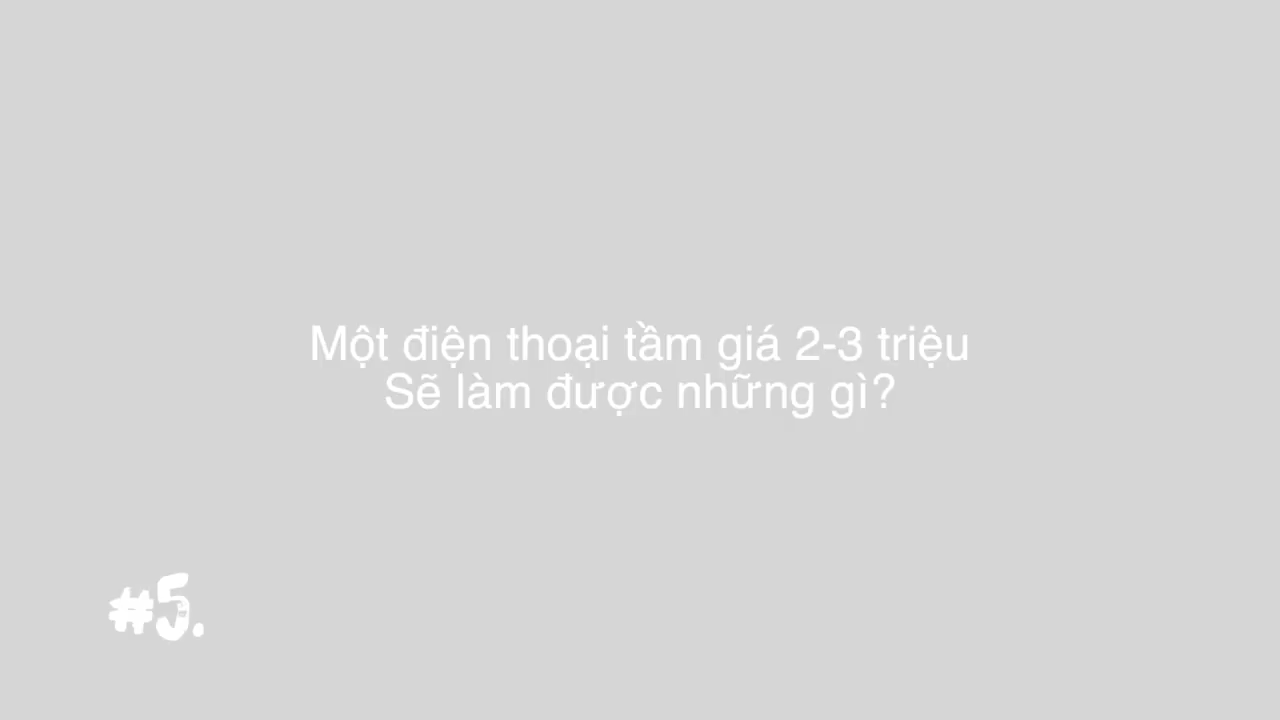 Một điện thoại tầm giá 2-3 triệu
Sẽ làm được những gì?
#5.